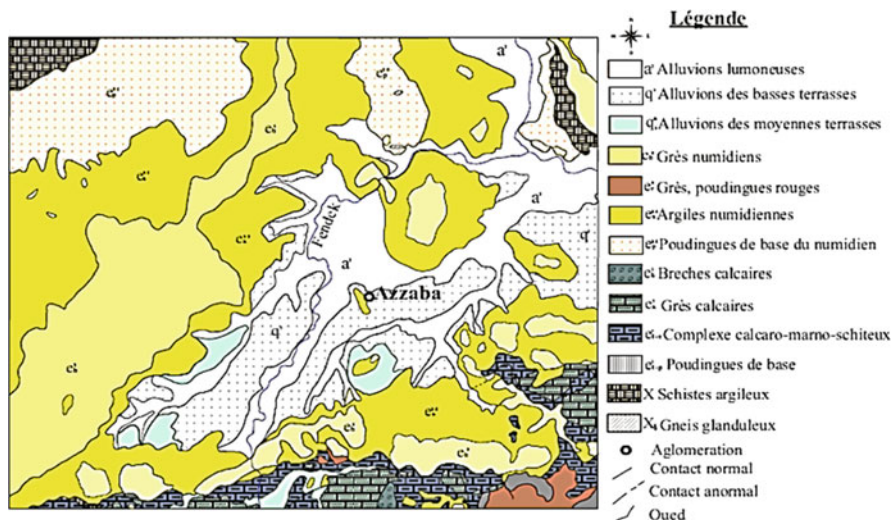 Légende
a' Alluvions lumoneuses
q' Alluvions des basses terrasses
Alluvions des moyennes terrasses
Grès numidiens
Grès, poudingues rouges
Argiles numidiennes
Poudingues de base du numidien
Breches calcaires
Grès calcaires
Complexe calcaro-marno-schiteux
Poudingues de base
X Schistes argileux
Gneis glanduleux
Aglomeration
Contact normal
Contact anormal
Oued
a'
a'
q'
Fendek
a'
Azzaba
q'